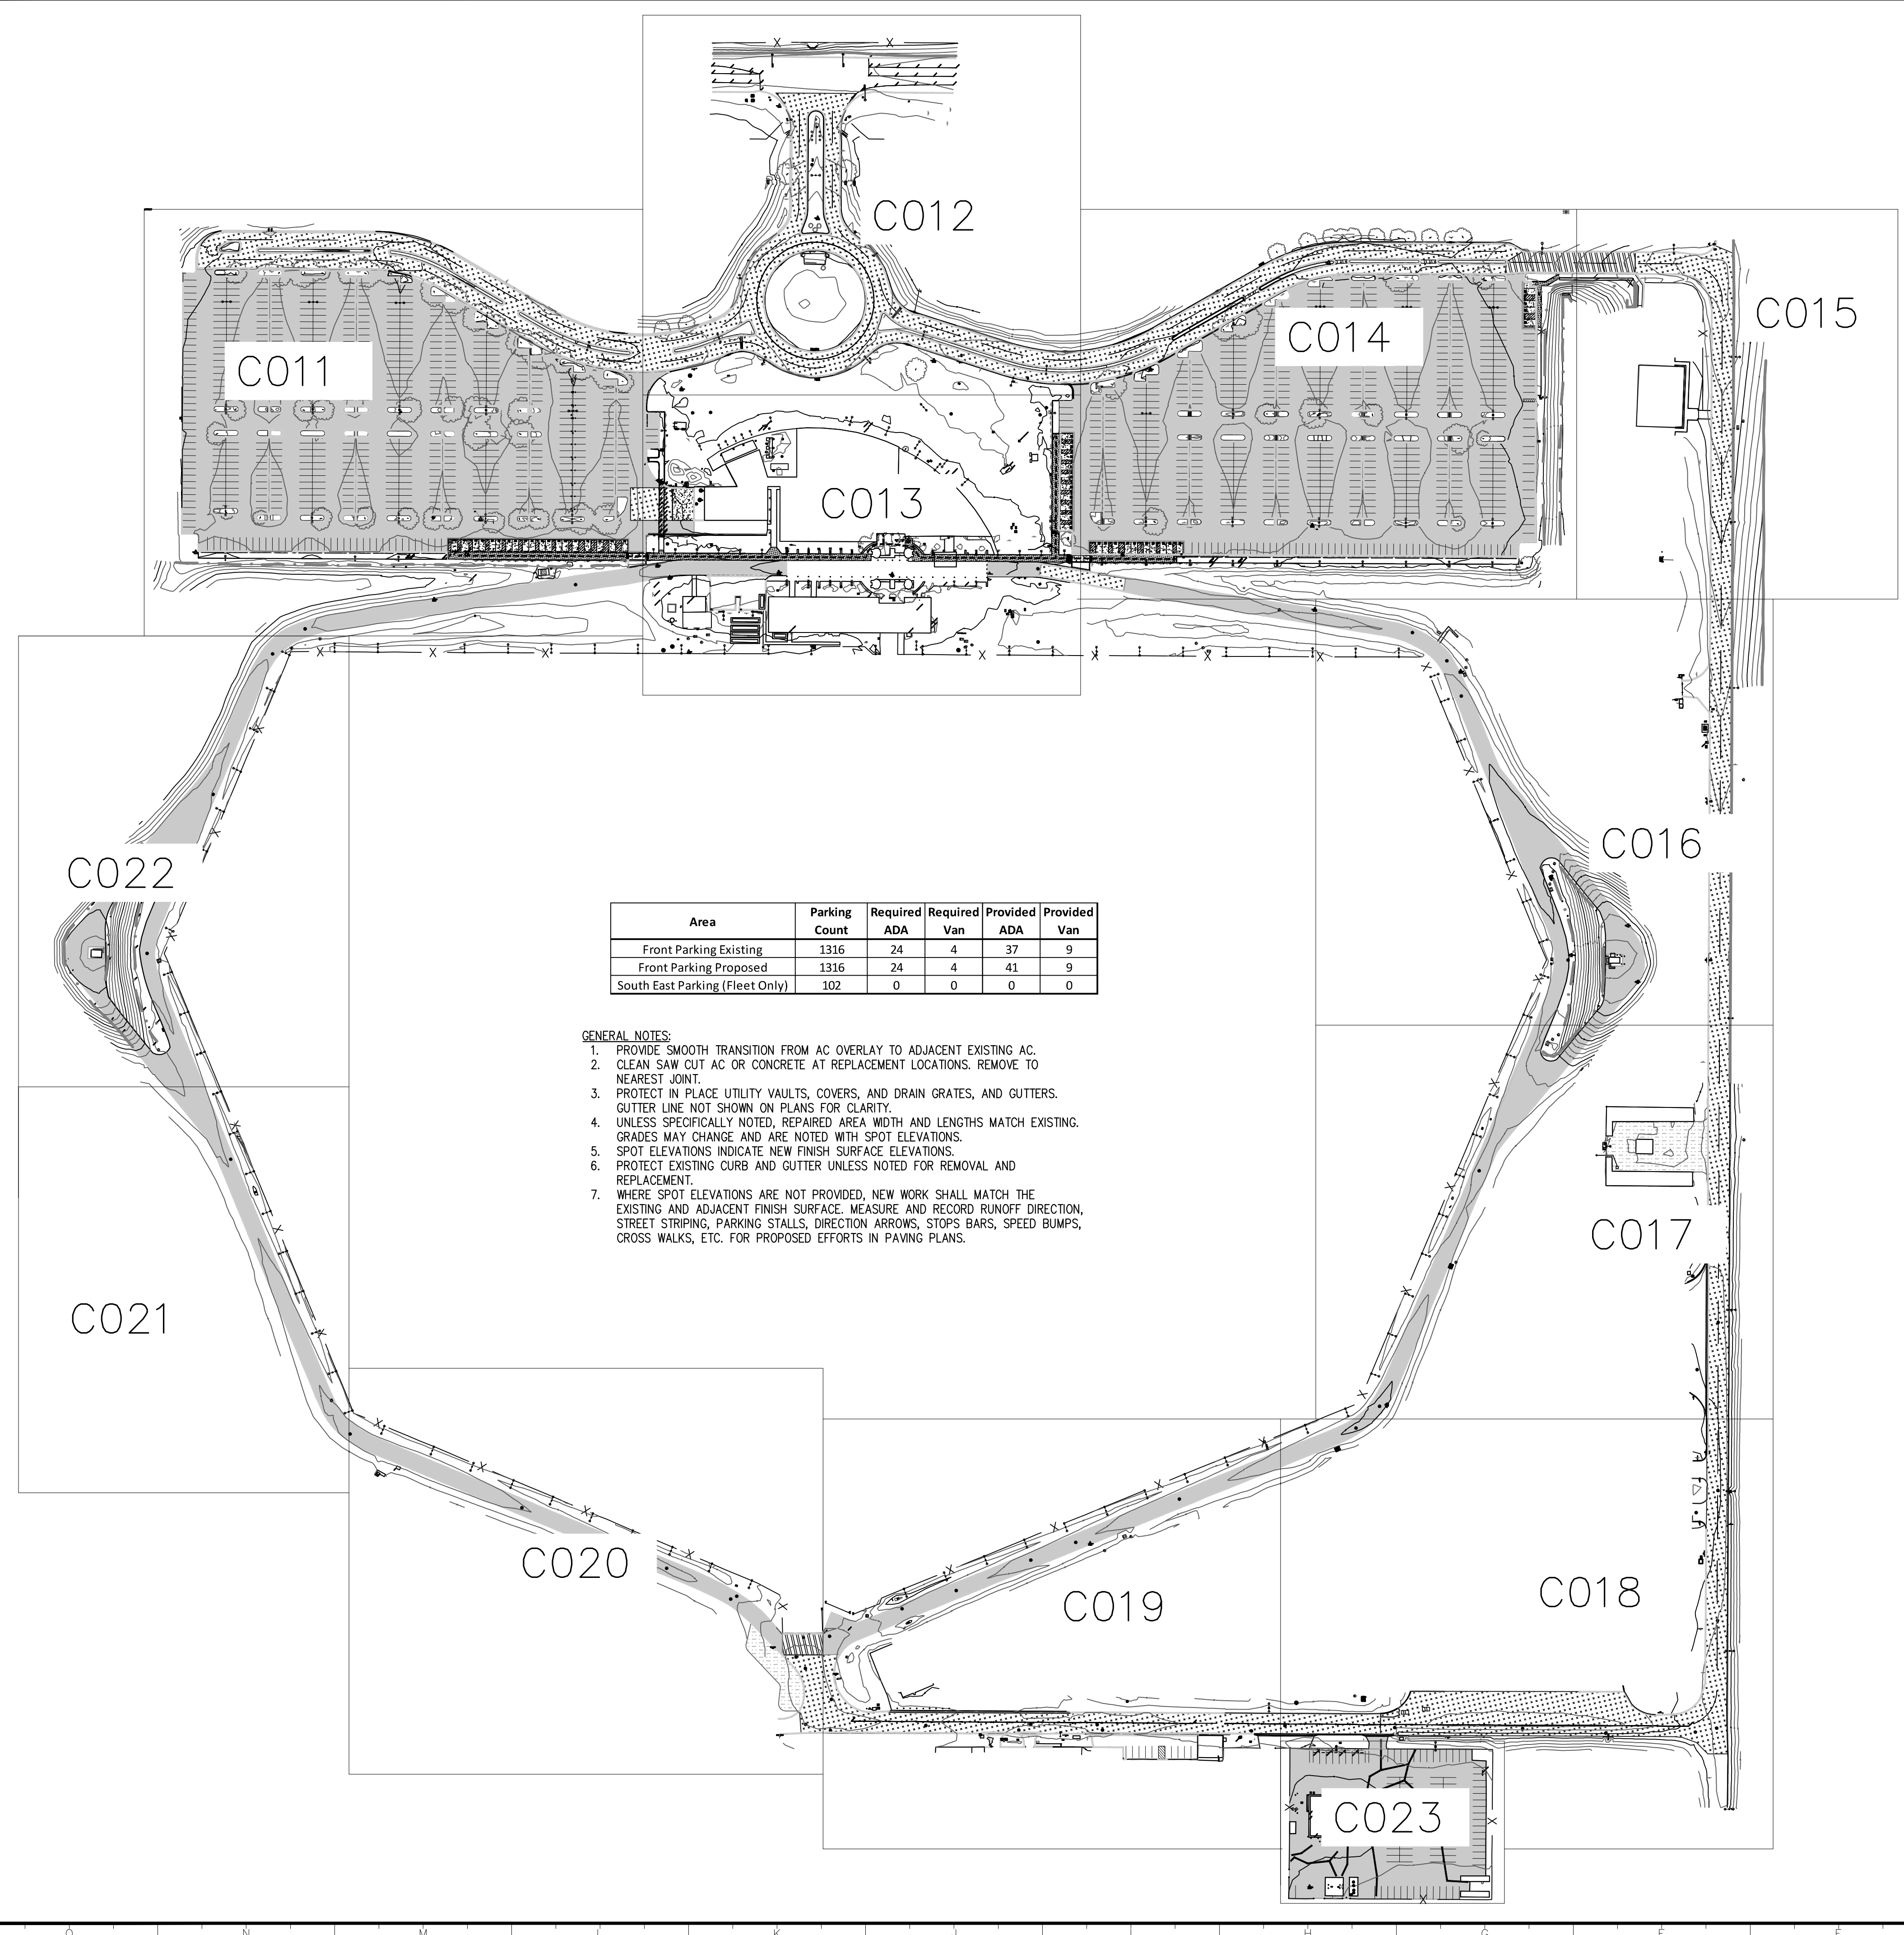 C012
C015
C014
C011
C013
C016
C022
Area Parking Count Required ADA Required Van Provided ADA Provided Van
Front Parking Existing 1316 24 4 37 9
Front Parking Proposed 1316 24 4 41 9
South East Parking (Fleet Only) 102 0 0 0 0
GENERAL NOTES:
1. PROVIDE SMOOTH TRANSITION FROM AC OVERLAY TO ADJACENT EXISTING AC.
2. CLEAN SAW CUT AC OR CONCRETE AT REPLACEMENT LOCATIONS. REMOVE TO
NEAREST JOINT.
3. PROTECT IN PLACE UTILITY VAULTS, COVERS, AND DRAIN GRATES, AND GUTTERS.
GUTTER LINE NOT SHOWN ON PLANS FOR CLARITY.
4. UNLESS SPECIFICALLY NOTED, REPAIRED AREA WIDTH AND LENGTHS MATCH EXISTING.
GRADES MAY CHANGE AND ARE NOTED WITH SPOT ELEVATIONS.
5. SPOT ELEVATIONS INDICATE NEW FINISH SURFACE ELEVATIONS.
6. PROTECT EXISTING CURB AND GUTTER UNLESS NOTED FOR REMOVAL AND
REPLACEMENT.
7. WHERE SPOT ELEVATIONS ARE NOT PROVIDED, NEW WORK SHALL MATCH THE
EXISTING AND ADJACENT FINISH SURFACE. MEASURE AND RECORD RUNOFF DIRECTION,
STREET STRIPING, PARKING STALLS, DIRECTION ARROWS, STOPS BARS, SPEED BUMPS,
CROSS WALKS, ETC. FOR PROPOSED EFFORTS IN PAVING PLANS.
C017
C021
C020
C018
C019
C023